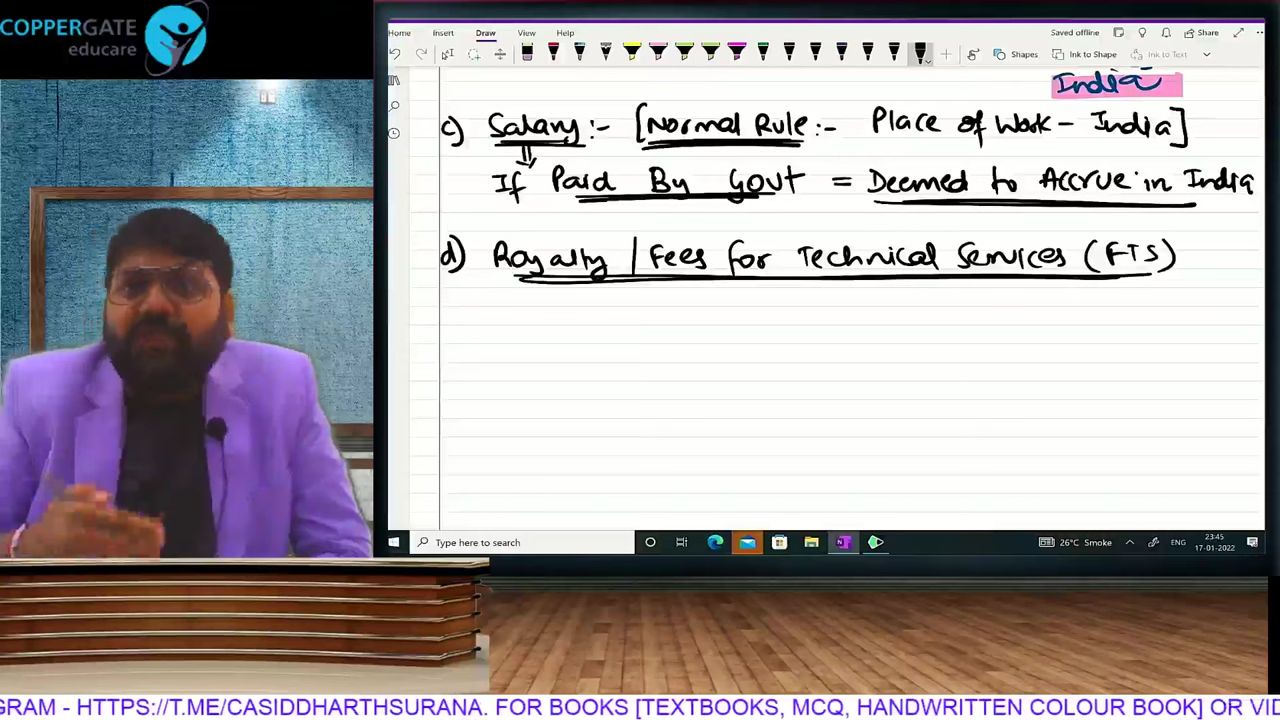 COPPERGATE
educare
Home Insert Draw View Help Saved offline Share
Shapes Ink to Shape Ink to Text
India
c) Salary :- [Normal Rule :- Place of Work - India]
If Paid By Govt = Deemed to Accrue in India
d) Royalty | Fees for Technical Services (FTS)
Type here to search 26°C Smoke ENG 23:45
17-01-2022
GRAM - HTTPS://T.ME/CASIDDHARTHSURANA. FOR BOOKS [TEXTBOOKS, MCQ, HANDWRITTEN COLOUR BOOK] OR VI